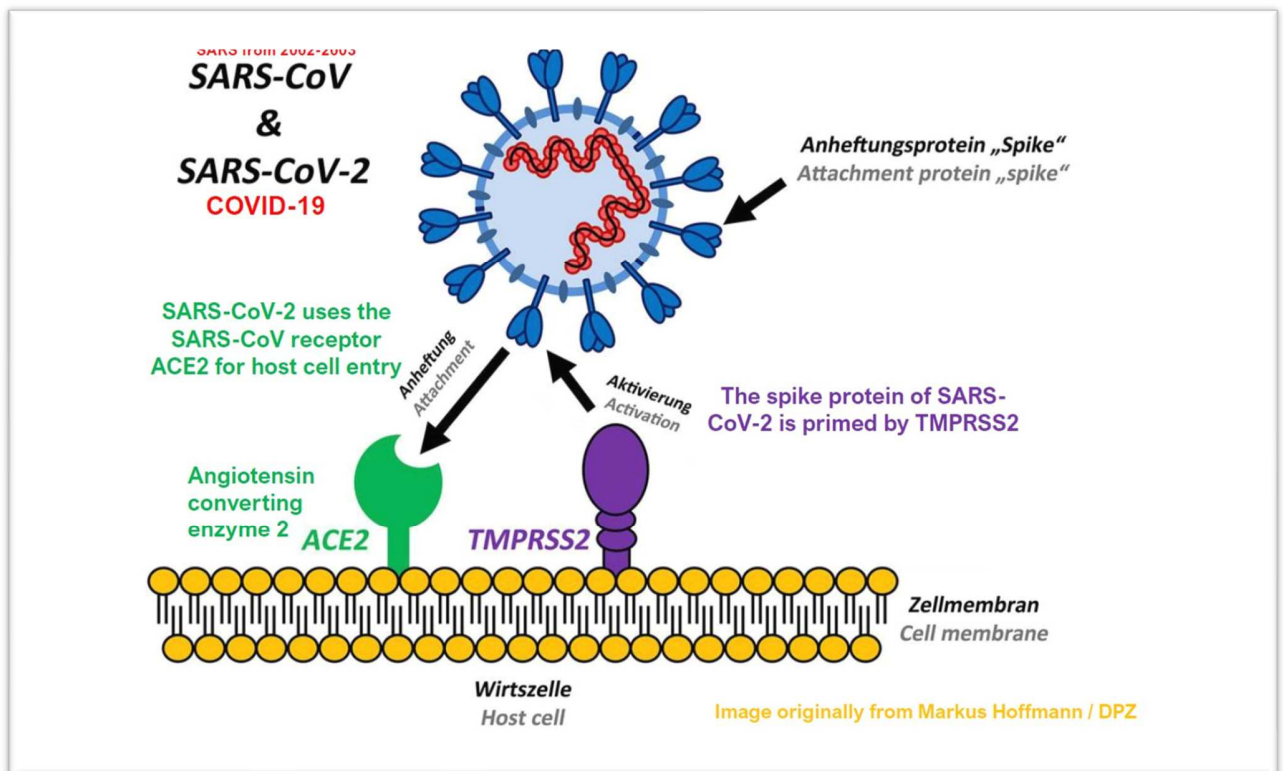 SARS from 2002-2003
SARS-CoV
&
SARS-CoV-2
COVID-19
Anheftungsprotein „Spike“
Attachment protein „spike“
SARS-CoV-2 uses the
SARS-CoV receptor
ACE2 for host cell entry
Anheftung
Attachment
Aktivierung
Activation
The spike protein of SARS-
CoV-2 is primed by TMPRSS2
Angiotensin
converting
enzyme 2
ACE2
TMPRSS2
Zellmembran
Cell membrane
Wirtszelle
Host cell
Image originally from Markus Hoffmann / DPZ